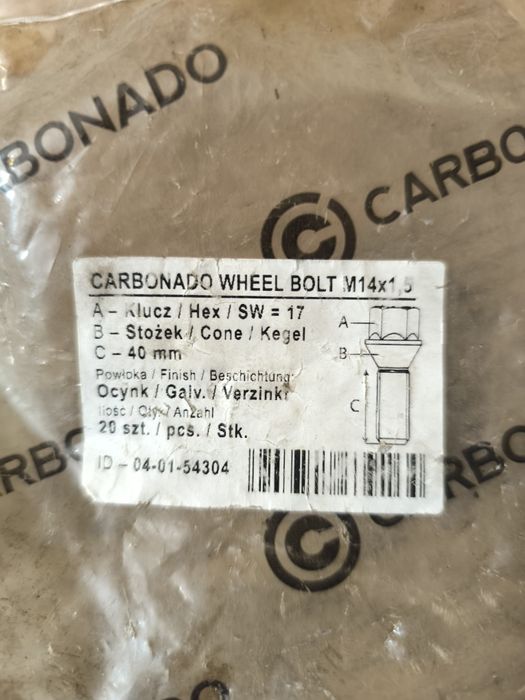 BONADO
CARBO
CARBONADO WHEEL BOLT M14x1,5
A - Klucz / Hex / SW = 17
B - Stożek / Cone / Kegel
C - 40 mm
Powłoka / Finish / Beschichtung:
Ocynk / Galv. / Verzinkt
Ilość / Qty. / Anzahl
20 szt. / pcs. / Stk.
ID - 04-01-54304
A
B
C
RBO
CARBO
CARBONADO